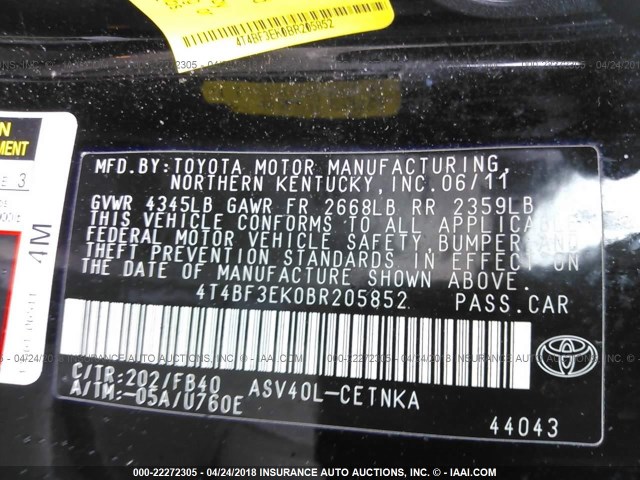 4T4BF3EK0BR205852
MENT
3
4M
MFD.BY:TOYOTA MOTOR MANUFACTURING,
NORTHERN KENTUCKY,INC.06/11
GVWR 4345LB GAWR FR 2668LB RR 2359LB
THIS VEHICLE CONFORMS TO ALL APPLICABLE
FEDERAL MOTOR VEHICLE SAFETY,BUMPER,AND
THEFT PREVENTION STANDARDS IN EFFECT ON
THE DATE OF MANUFACTURE SHOWN ABOVE.
4T4BF3EK0BR205852 PASS.CAR
C/TR:202/FB40 ASV40L-CETNKA
A/TM:-05A/U760E
44043
000-22272305 - 04/24/2018 INSURANCE AUTO AUCTIONS, INC. - © - IAAI.COM